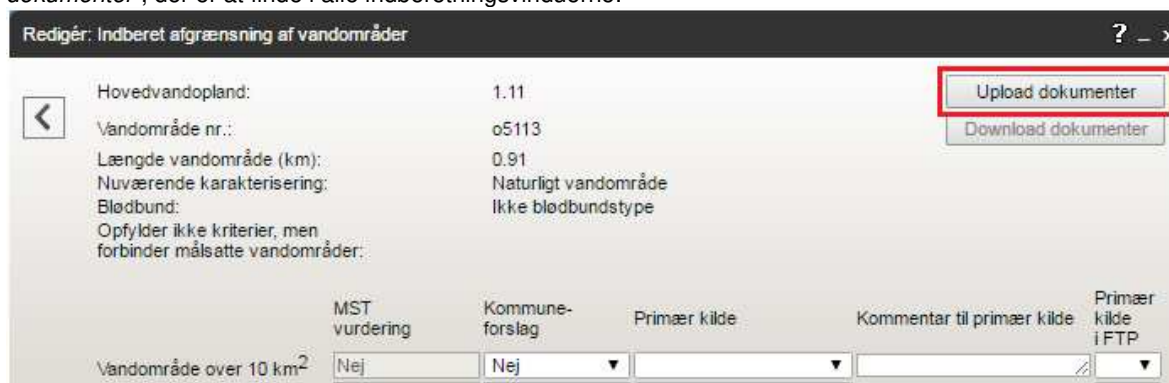 dokumenter", der er at finde i alle indberetningsvinduerne.
Redigér: Indberet afgrænsning af vandområder ? _ x
Hovedvandopland: 1.11 Upload dokumenter
Vandområde nr.: o5113 Download dokumenter
Længde vandområde (km): 0.91
Nuværende karakterisering: Naturligt vandområde
Blødbund: Ikke blødbundstype
Opfylder ikke kriterier, men
forbinder målsatte vandområder:
MST vurdering Kommune-forslag Primær kilde Kommentar til primær kilde Primær kilde i FTP
Vandområde over 10 km² Nej Nej